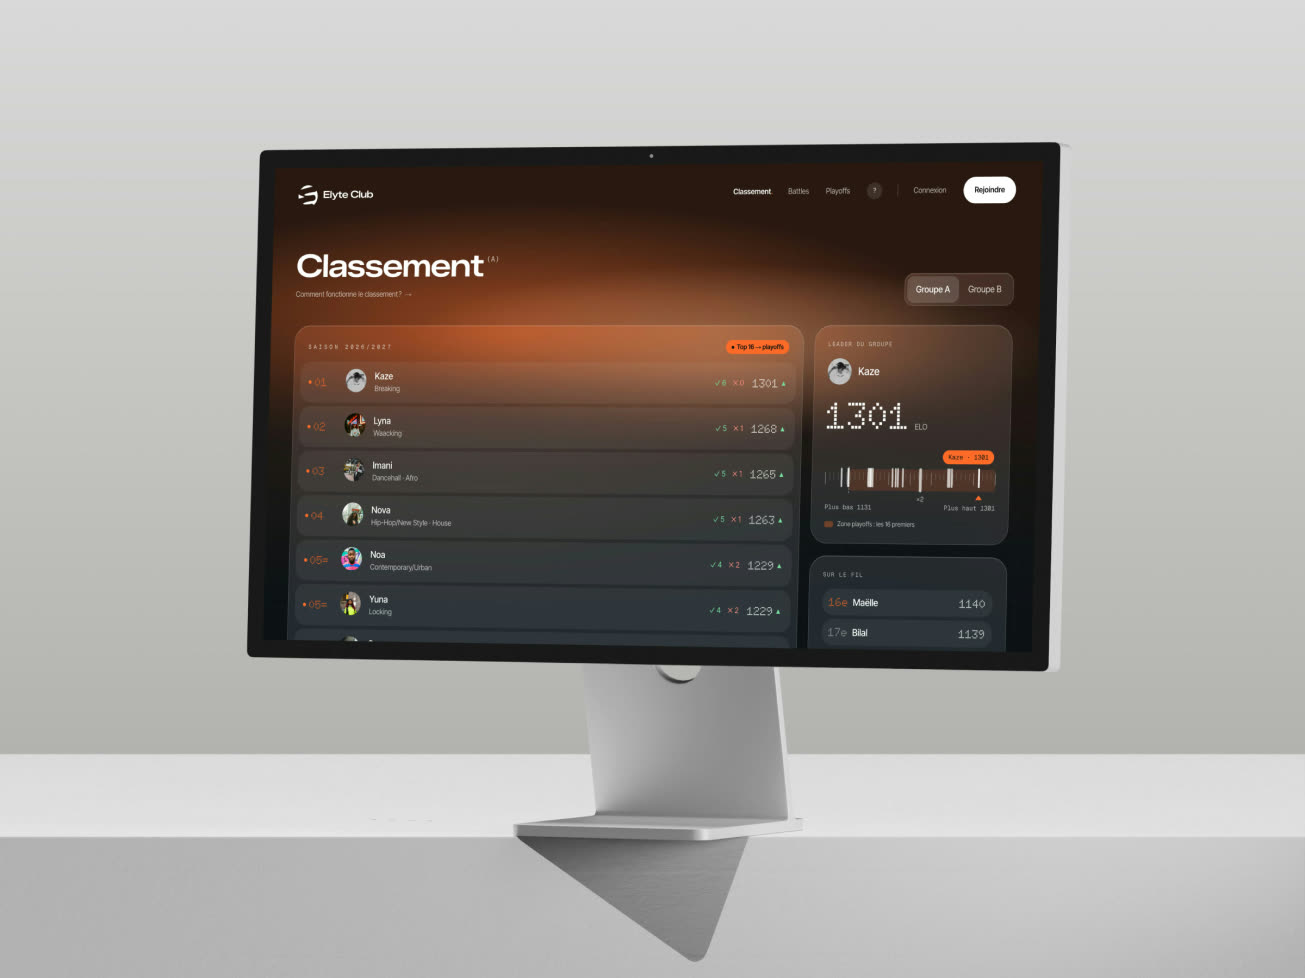 Elyte Club
Classement Battles Playoffs ? Connexion Rejoindre
Classement (A)
Comment fonctionne le classement ? →
Groupe A Groupe B
SAISON 2026/2027
Top 16 → playoffs
01 Kaze ✓6 ×0 1301 ▲
Breaking
02 Lyna ✓5 ×1 1268 ▲
Waacking
03 Imani ✓5 ×1 1265 ▲
Dancehall · Afro
04 Nova ✓5 ×1 1263 ▲
Hip-Hop/New Style · House
05= Noa ✓4 ×2 1229 ▲
Contemporary/Urban
05= Yuna ✓4 ×2 1229 ▲
Locking
LEADER DU GROUPE
Kaze
1301 ELO
Kaze · 1301
+2
Plus bas 1131 Plus haut 1301
Zone playoffs : les 16 premiers
SUR LE FIL
16e Maëlle 1140
17e Bilal 1139